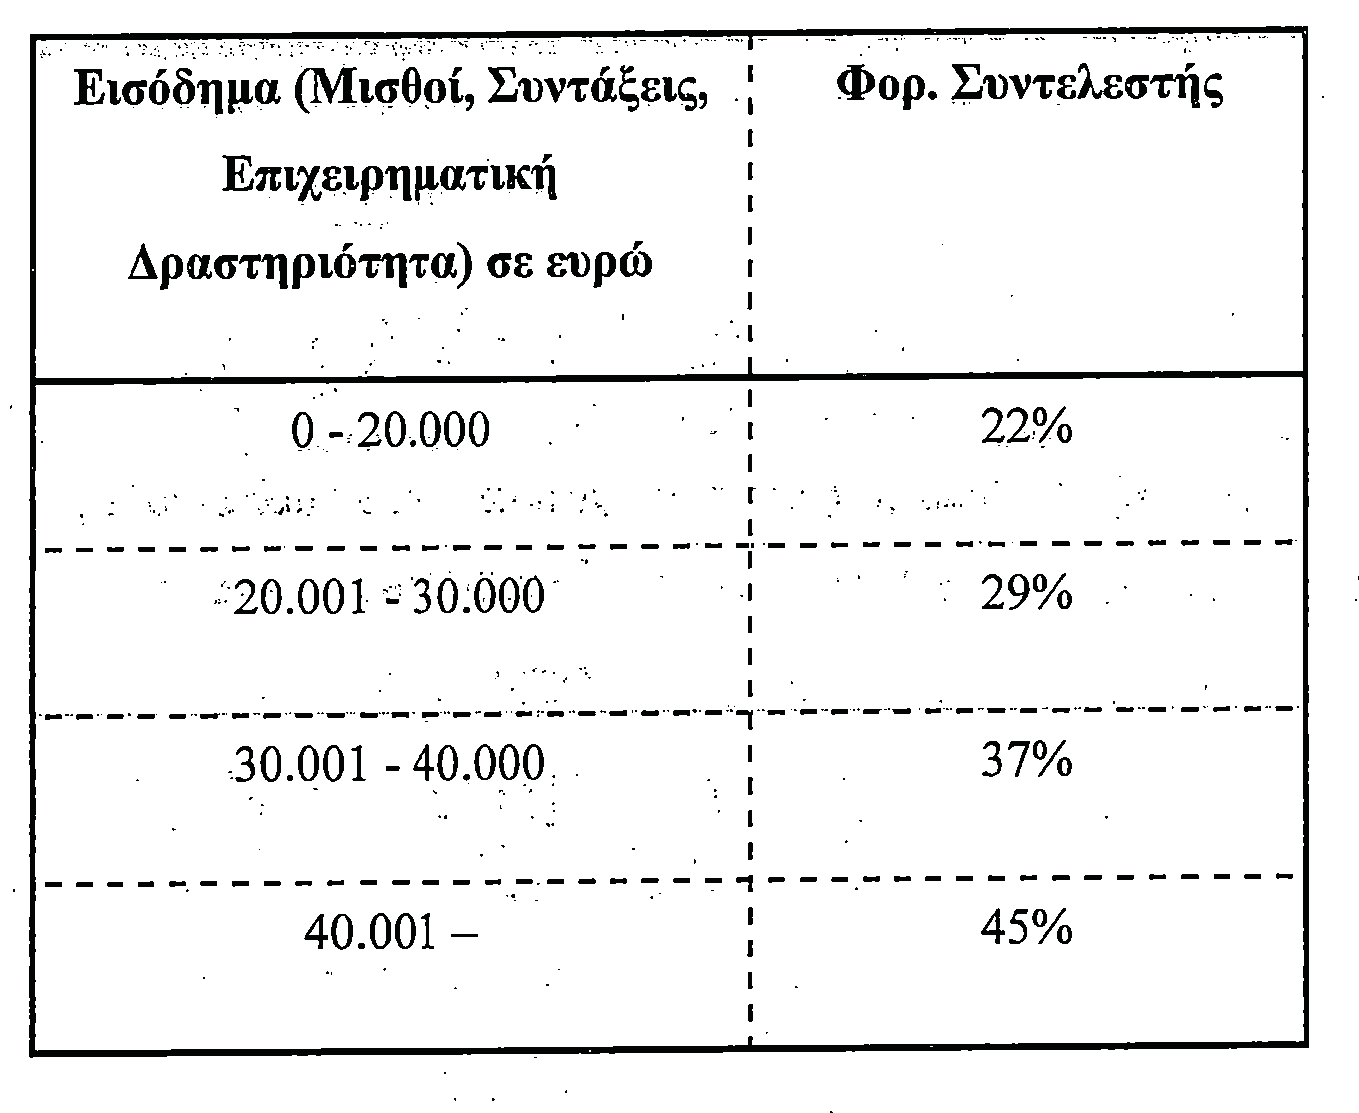 Εισόδημα (Μισθοί, Συντάξεις,
Επιχειρηματική
Δραστηριότητα) σε ευρώ
Φορ. Συντελεστής
0 - 20.000
22%
20.001 - 30.000
29%
30.001 - 40.000
37%
40.001 –
45%